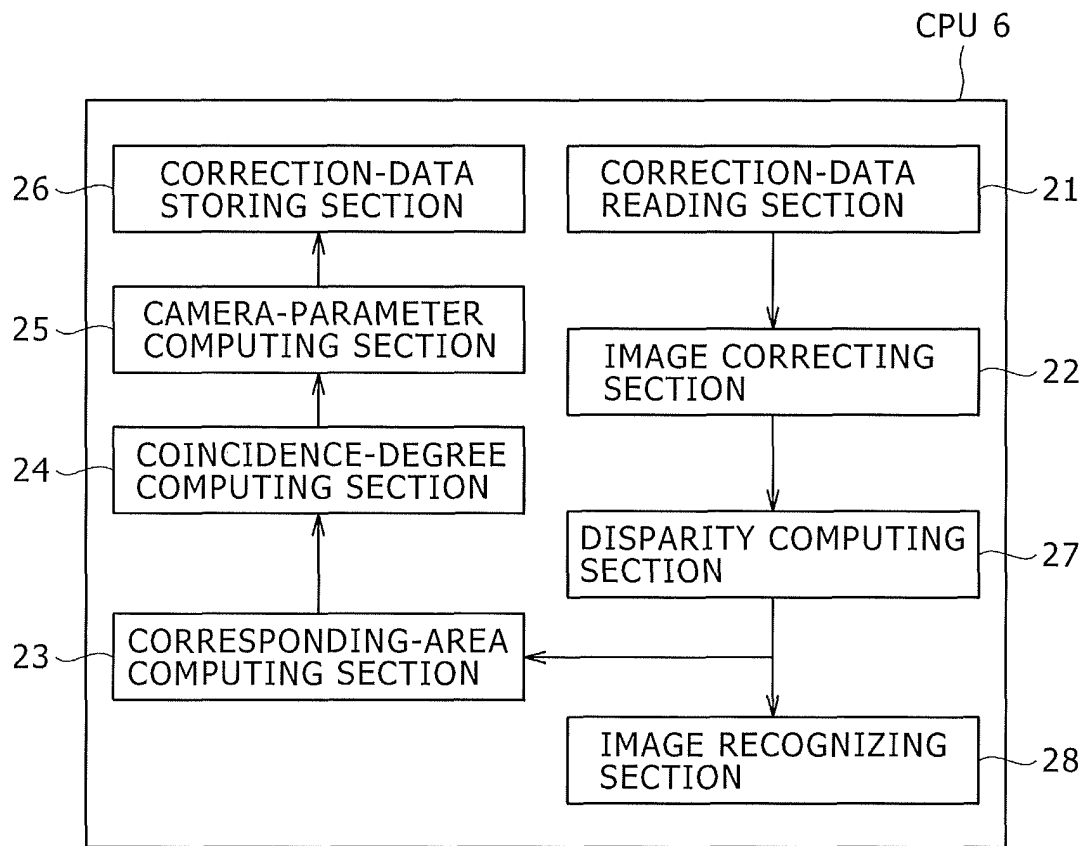 CPU 6
26
CORRECTION-DATA
STORING SECTION
CORRECTION-DATA
READING SECTION
21
25
CAMERA-PARAMETER
COMPUTING SECTION
IMAGE CORRECTING
SECTION
22
24
COINCIDENCE-DEGREE
COMPUTING SECTION
DISPARITY COMPUTING
SECTION
27
23
CORRESPONDING-AREA
COMPUTING SECTION
IMAGE RECOGNIZING
SECTION
28